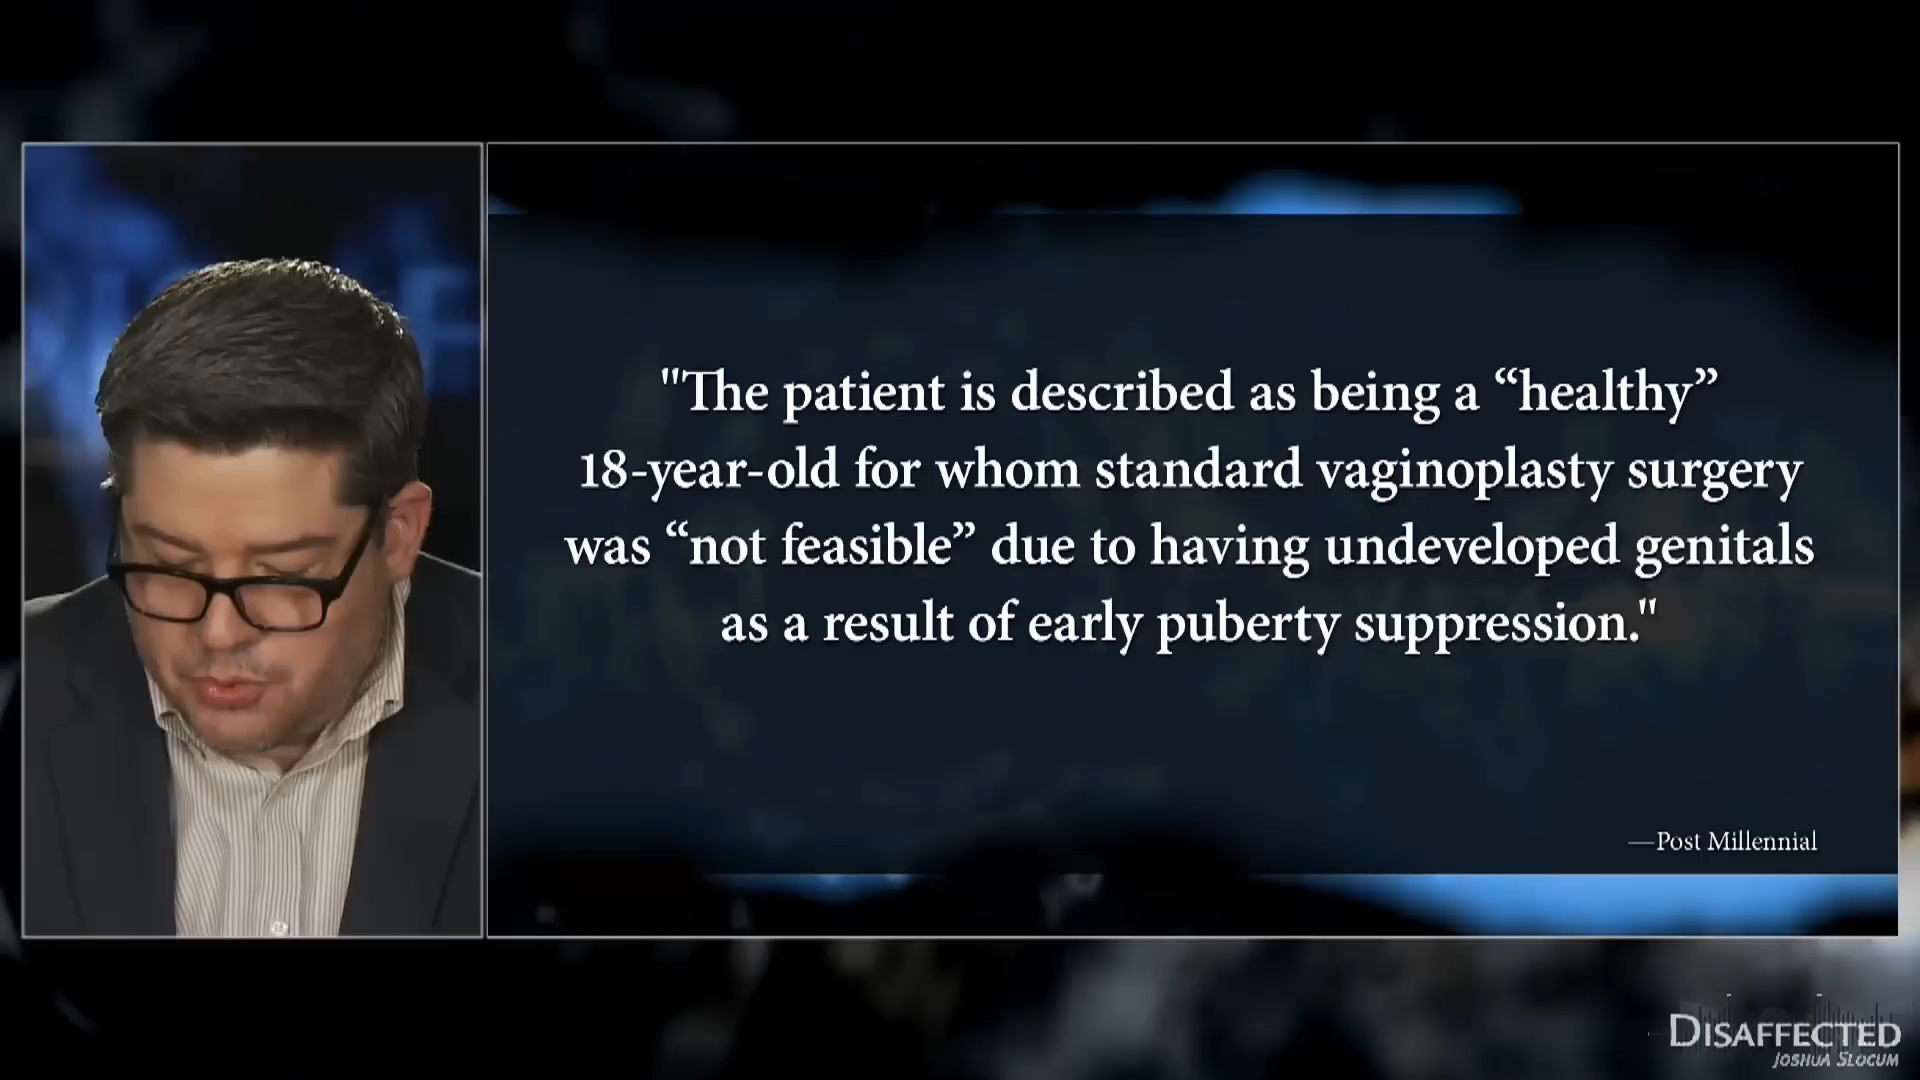 "The patient is described as being a “healthy”
18-year-old for whom standard vaginoplasty surgery
was “not feasible” due to having undeveloped genitals
as a result of early puberty suppression."
—Post Millennial
DISAFFECTED
JOSHUA SLOCUM